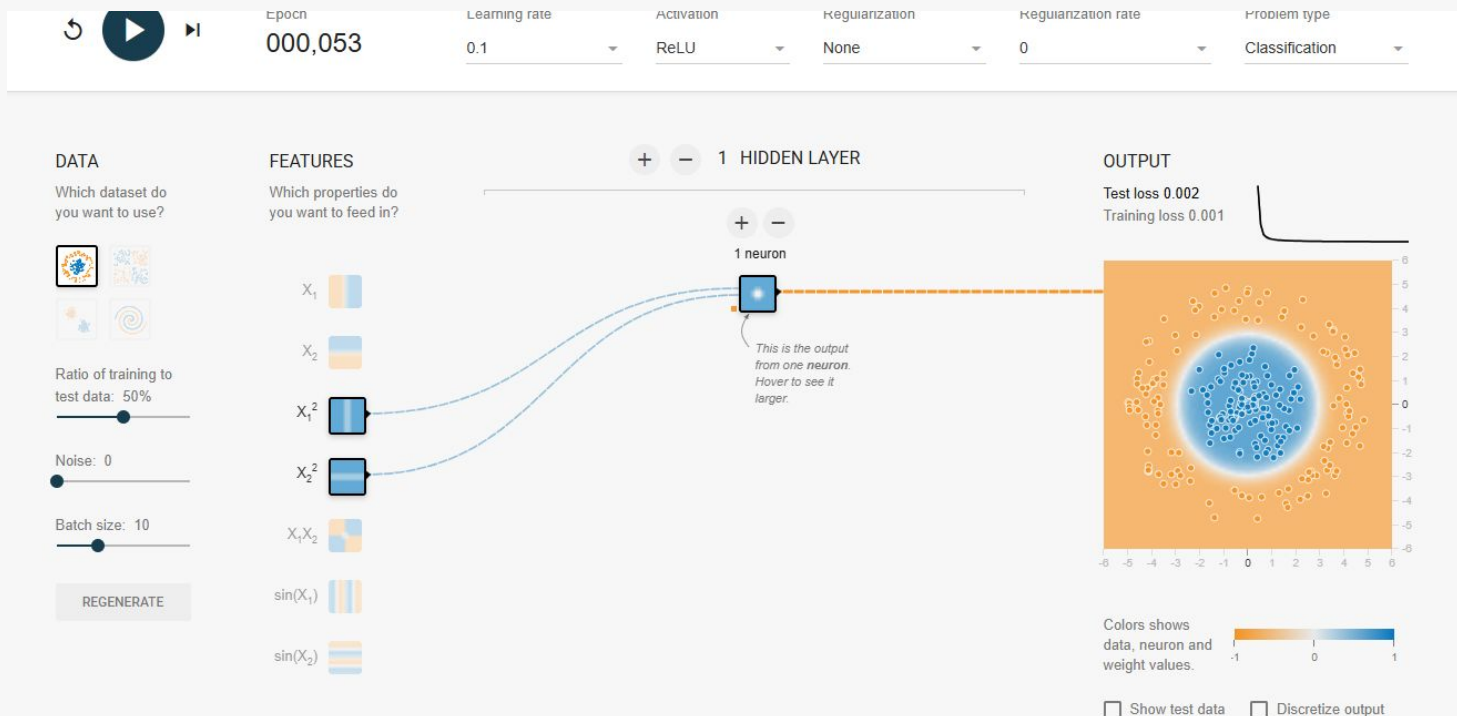 Epoch
Learning rate
Activation
Regularization
Regularization rate
Problem type
000,053
0.1
ReLU
None
0
Classification
DATA
Which dataset do
you want to use?
Ratio of training to
test data: 50%
Noise: 0
Batch size: 10
REGENERATE
FEATURES
Which properties do
you want to feed in?
X₁
X₂
X₁²
X₂²
X₁X₂
sin(X₁)
sin(X₂)
+ − 1 HIDDEN LAYER
+ −
1 neuron
This is the output
from one neuron.
Hover to see it
larger.
OUTPUT
Test loss 0.002
Training loss 0.001
6
5
4
3
2
1
0
-1
-2
-3
-4
-5
-6
-6 -5 -4 -3 -2 -1 0 1 2 3 4 5 6
Colors shows
data, neuron and
weight values.
-1 0 1
Show test data
Discretize output